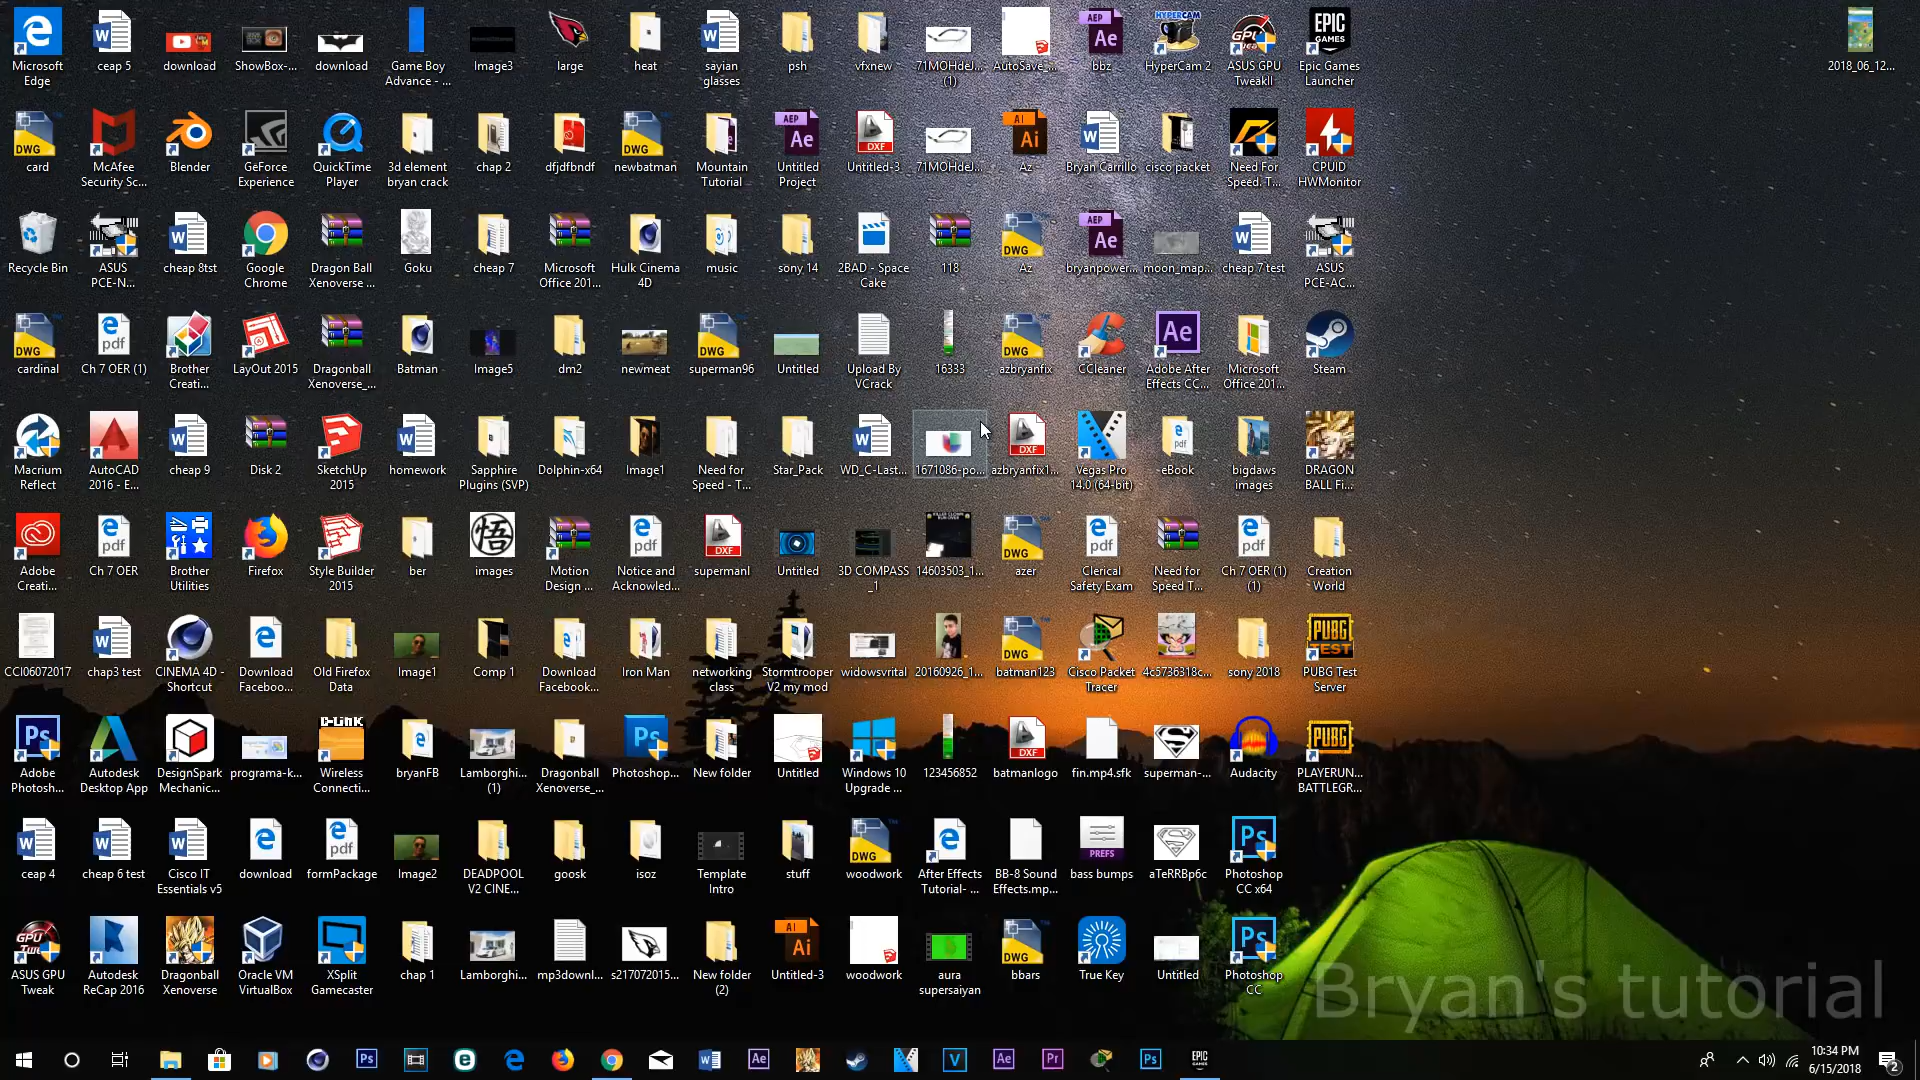 Microsoft Edge
ceap 5
download
ShowBox-...
download
Game Boy Advance - ...
Image3
large
heat
sayian glasses
psh
vfxnew
71MOHdeJ... (1)
AutoSave_...
bbz
HyperCam 2
ASUS GPU TweakII
Epic Games Launcher
2018_06_12...
card
McAfee Security Sc...
Blender
GeForce Experience
QuickTime Player
3d element bryan crack
chap 2
dfjdfbndf
newbatman
Mountain Tutorial
Untitled Project
Untitled-3
71MOHdeJ...
Az
Bryan Carrillo
cisco packet
Need For Speed. T...
CPUID HWMonitor
Recycle Bin
ASUS PCE-N...
cheap 8tst
Google Chrome
Dragon Ball Xenoverse ...
Goku
cheap 7
Microsoft Office 201...
Hulk Cinema 4D
music
sony 14
2BAD - Space Cake
118
Az
bryanpower...
moon_map...
cheap 7 test
ASUS PCE-AC...
cardinal
Ch 7 OER (1)
Brother Creati...
LayOut 2015
Dragonball Xenoverse_...
Batman
Image5
dm2
newmeat
superman96
Untitled
Upload By VCrack
16333
azbryanfix
CCleaner
Adobe After Effects CC...
Microsoft Office 201...
Steam
Macrium Reflect
AutoCAD 2016 - E...
cheap 9
Disk 2
SketchUp 2015
homework
Sapphire Plugins (SVP)
Dolphin-x64
Image1
Need for Speed - T...
Star_Pack
WD_C-Last...
1671086-po...
azbryanfix1...
Vegas Pro 14.0 (64-bit)
eBook
bigdaws images
DRAGON BALL Fi...
Adobe Creati...
Ch 7 OER
Brother Utilities
Firefox
Style Builder 2015
ber
images
Motion Design ...
Notice and Acknowled...
supermanl
Untitled
3D COMPASS _1
14603503_1...
azer
Clerical Safety Exam
Need for Speed T...
Ch 7 OER (1) (1)
Creation World
CCI06072017
chap3 test
CINEMA 4D - Shortcut
Download Faceboo...
Old Firefox Data
Image1
Comp 1
Download Facebook...
Iron Man
networking class
Stormtrooper V2 my mod
widowsvrital
20160926_1...
batman123
Cisco Packet Tracer
4c5736318c...
sony 2018
PUBG Test Server
Adobe Photosh...
Autodesk Desktop App
DesignSpark Mechanic...
programa-k...
Wireless Connecti...
bryanFB
Lamborghi... (1)
Dragonball Xenoverse_...
Photoshop...
New folder
Untitled
Windows 10 Upgrade ...
123456852
batmanlogo
fin.mp4.sfk
superman-...
Audacity
PLAYERUN... BATTLEGR...
ceap 4
cheap 6 test
Cisco IT Essentials v5
download
formPackage
Image2
DEADPOOL V2 CINE...
goosk
isoz
Template Intro
stuff
woodwork
After Effects Tutorial- ...
BB-8 Sound Effects.mp...
bass bumps
aTeRRBp6c
Photoshop CC x64
ASUS GPU Tweak
Autodesk ReCap 2016
Dragonball Xenoverse
Oracle VM VirtualBox
XSplit Gamecaster
chap 1
Lamborghi...
mp3downl...
s217072015...
New folder (2)
Untitled-3
woodwork
aura supersaiyan
bbars
True Key
Untitled
Photoshop CC
Bryan's tutorial
10:34 PM
6/15/2018
2